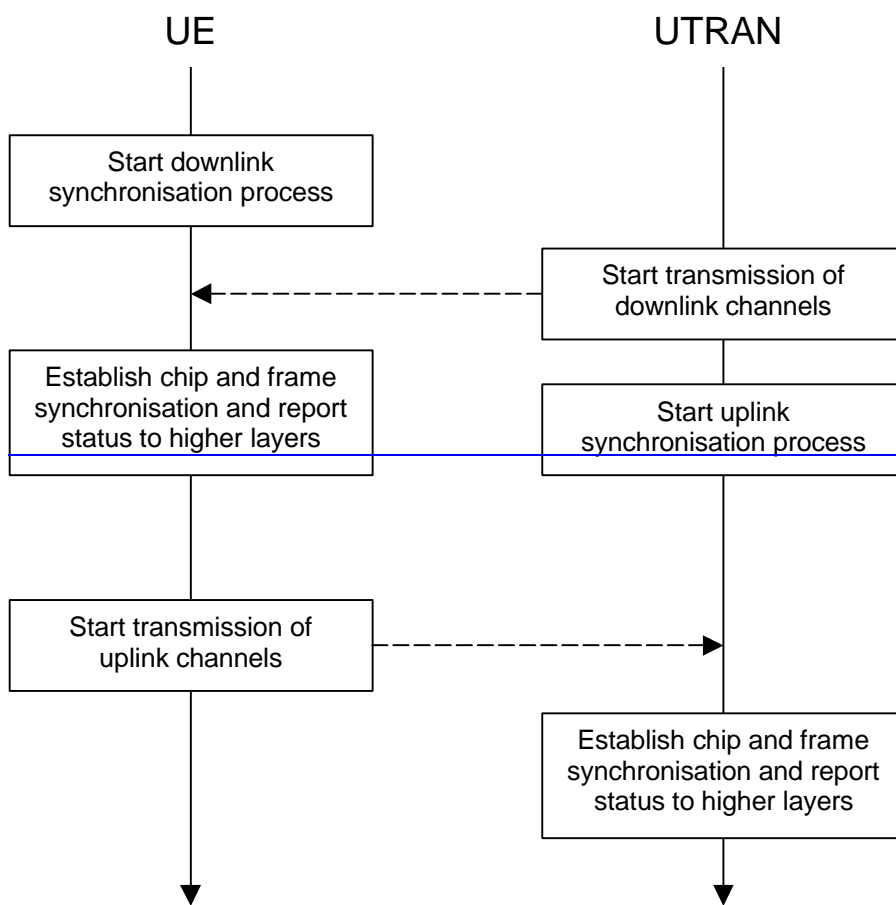 UE
UTRAN
Start downlink
synchronisation process
Start transmission of
downlink channels
Establish chip and frame
synchronisation and report
status to higher layers
Start uplink
synchronisation process
Start transmission of
uplink channels
Establish chip and frame
synchronisation and report
status to higher layers